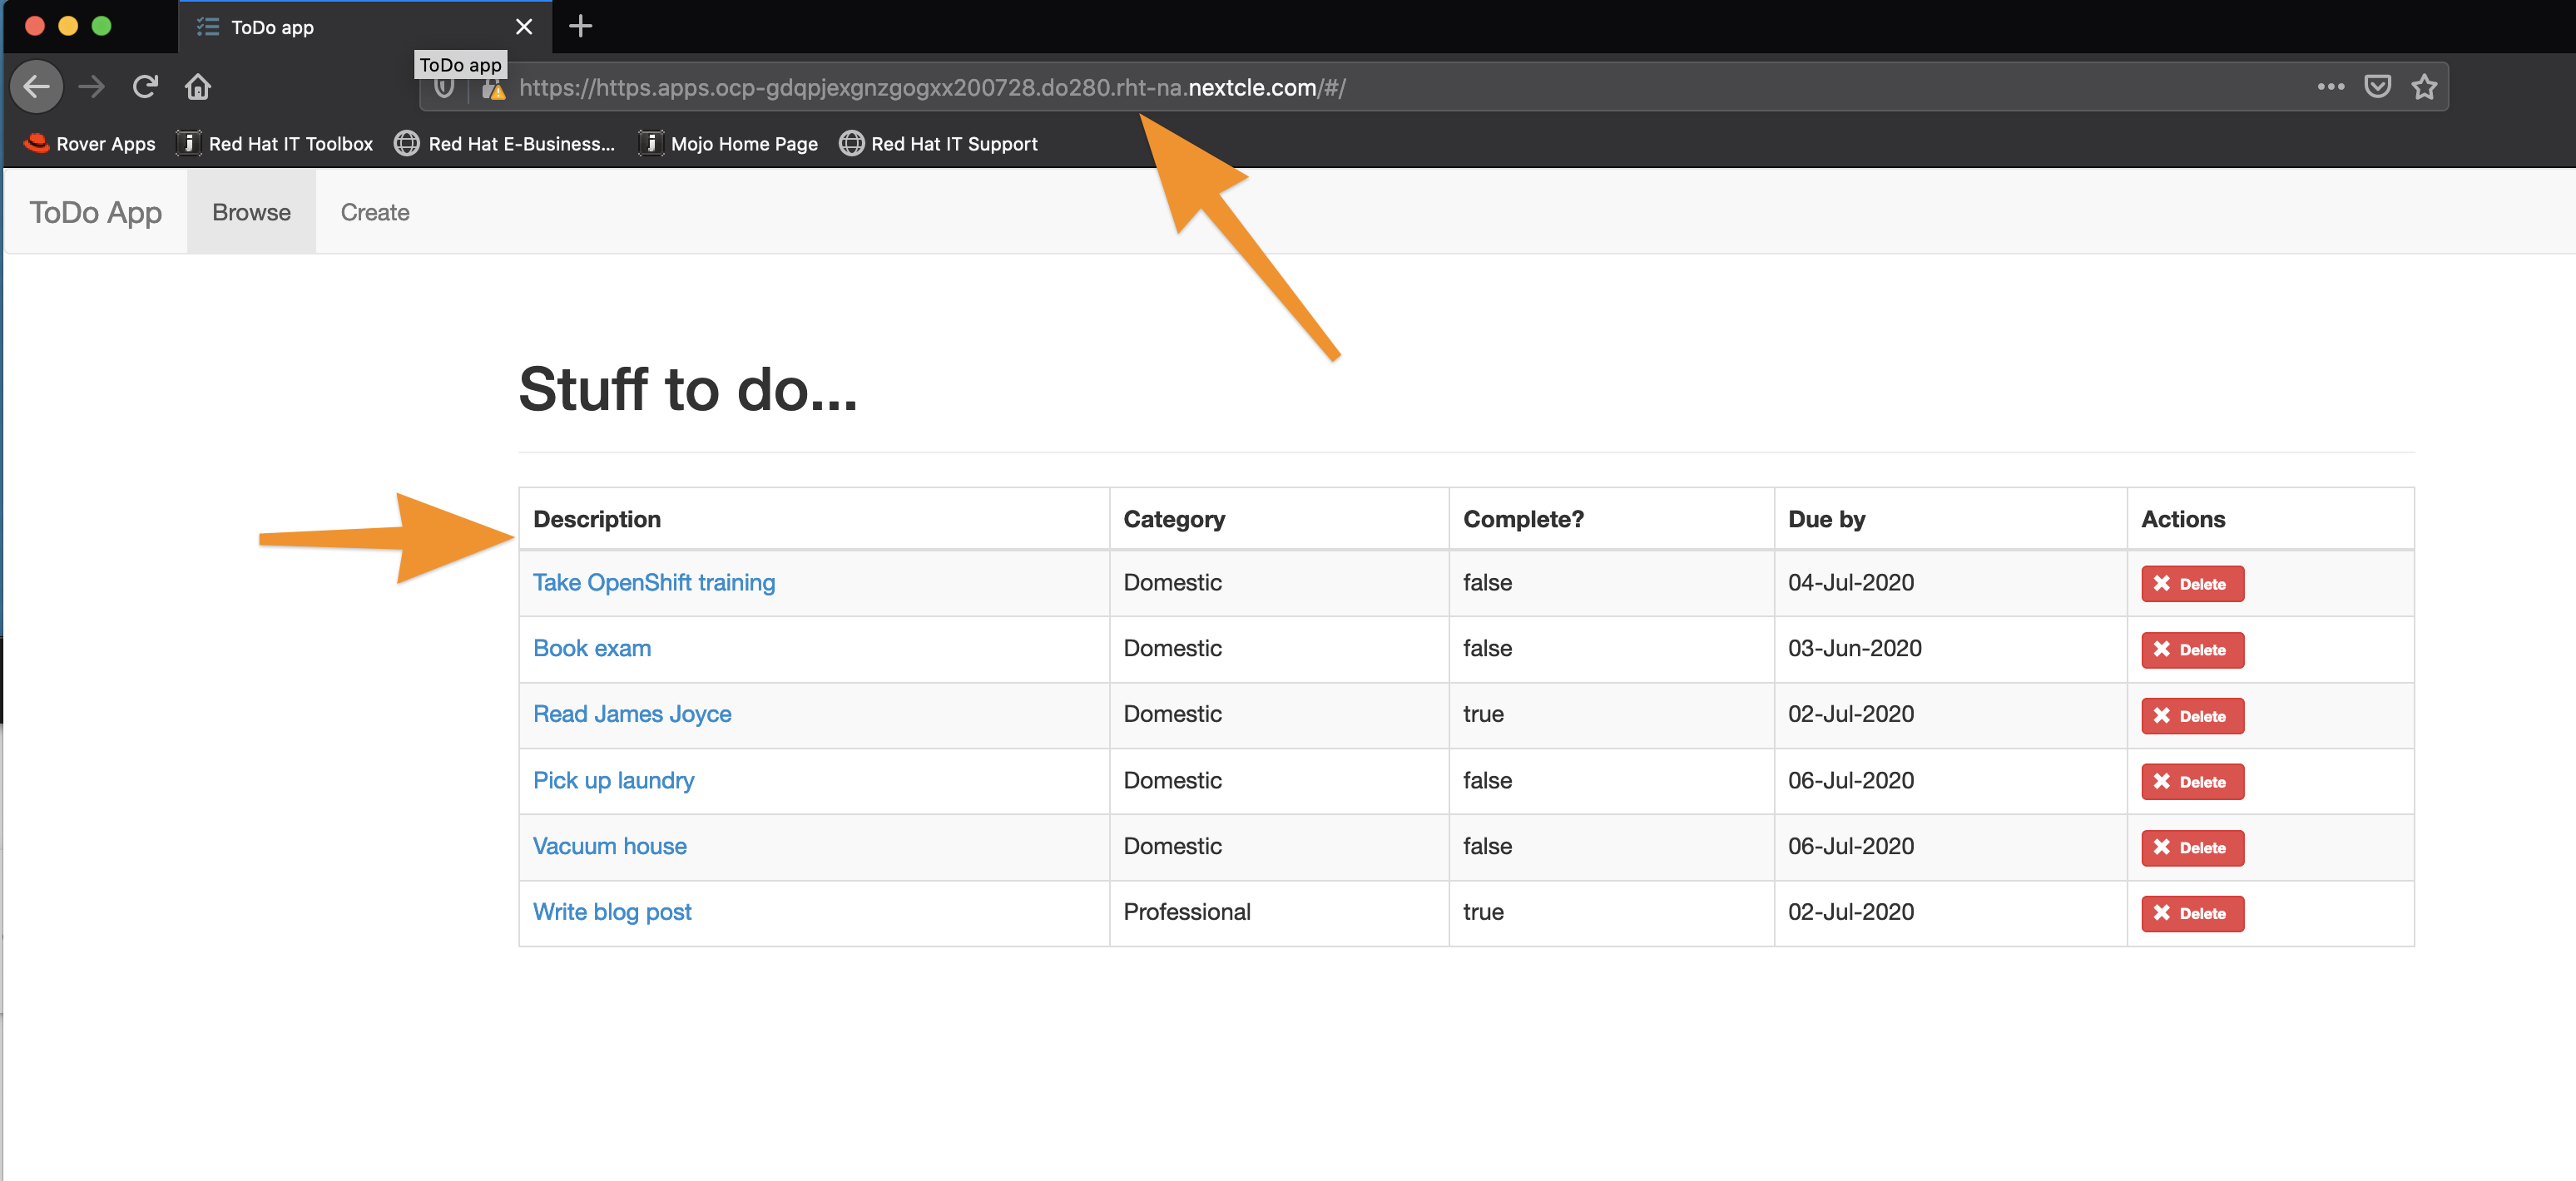 ToDo app
ToDo app
https://https.apps.ocp-gdqpjexgnzgogxx200728.do280.rht-na.nextcle.com/#/
Rover Apps Red Hat IT Toolbox Red Hat E-Business... Mojo Home Page Red Hat IT Support
ToDo App Browse Create
Stuff to do...
Description Category Complete? Due by Actions
Take OpenShift training Domestic false 04-Jul-2020 Delete
Book exam Domestic false 03-Jun-2020 Delete
Read James Joyce Domestic true 02-Jul-2020 Delete
Pick up laundry Domestic false 06-Jul-2020 Delete
Vacuum house Domestic false 06-Jul-2020 Delete
Write blog post Professional true 02-Jul-2020 Delete